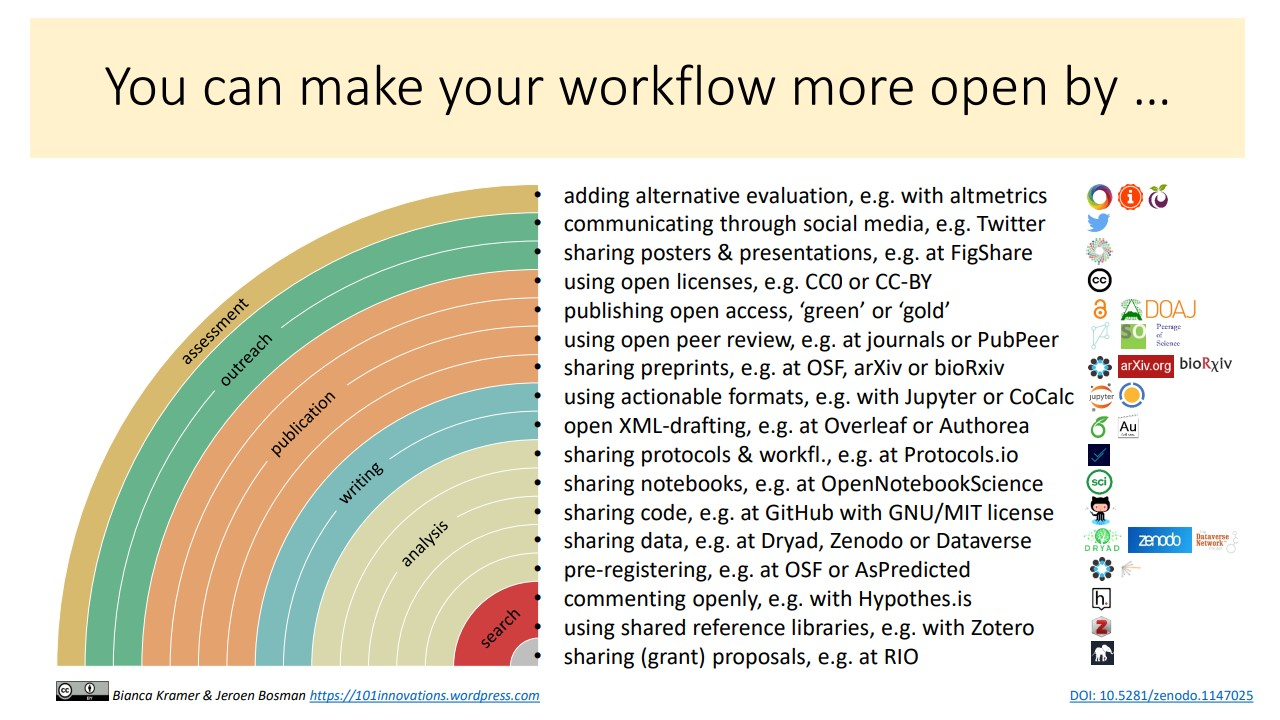 You can make your workflow more open by ...
adding alternative evaluation, e.g. with altmetrics
communicating through social media, e.g. Twitter
sharing posters & presentations, e.g. at FigShare
using open licenses, e.g. CC0 or CC-BY
publishing open access, ‘green’ or ‘gold’
using open peer review, e.g. at journals or PubPeer
sharing preprints, e.g. at OSF, arXiv or bioRxiv
using actionable formats, e.g. with Jupyter or CoCalc
open XML-drafting, e.g. at Overleaf or Authorea
sharing protocols & workfl., e.g. at Protocols.io
sharing notebooks, e.g. at OpenNotebookScience
sharing code, e.g. at GitHub with GNU/MIT license
sharing data, e.g. at Dryad, Zenodo or Dataverse
pre-registering, e.g. at OSF or AsPredicted
commenting openly, e.g. with Hypothes.is
using shared reference libraries, e.g. with Zotero
sharing (grant) proposals, e.g. at RIO
assessment
outreach
publication
writing
analysis
search
i
cc
DOAJ
SO
Peerage
of
Science
arXiv.org
bioRχiv
jupyter
Au
sci
DRYAD
zenodo
Dataverse
Network
h.
Z
cc
BY
Bianca Kramer & Jeroen Bosman https://101innovations.wordpress.com
DOI: 10.5281/zenodo.1147025